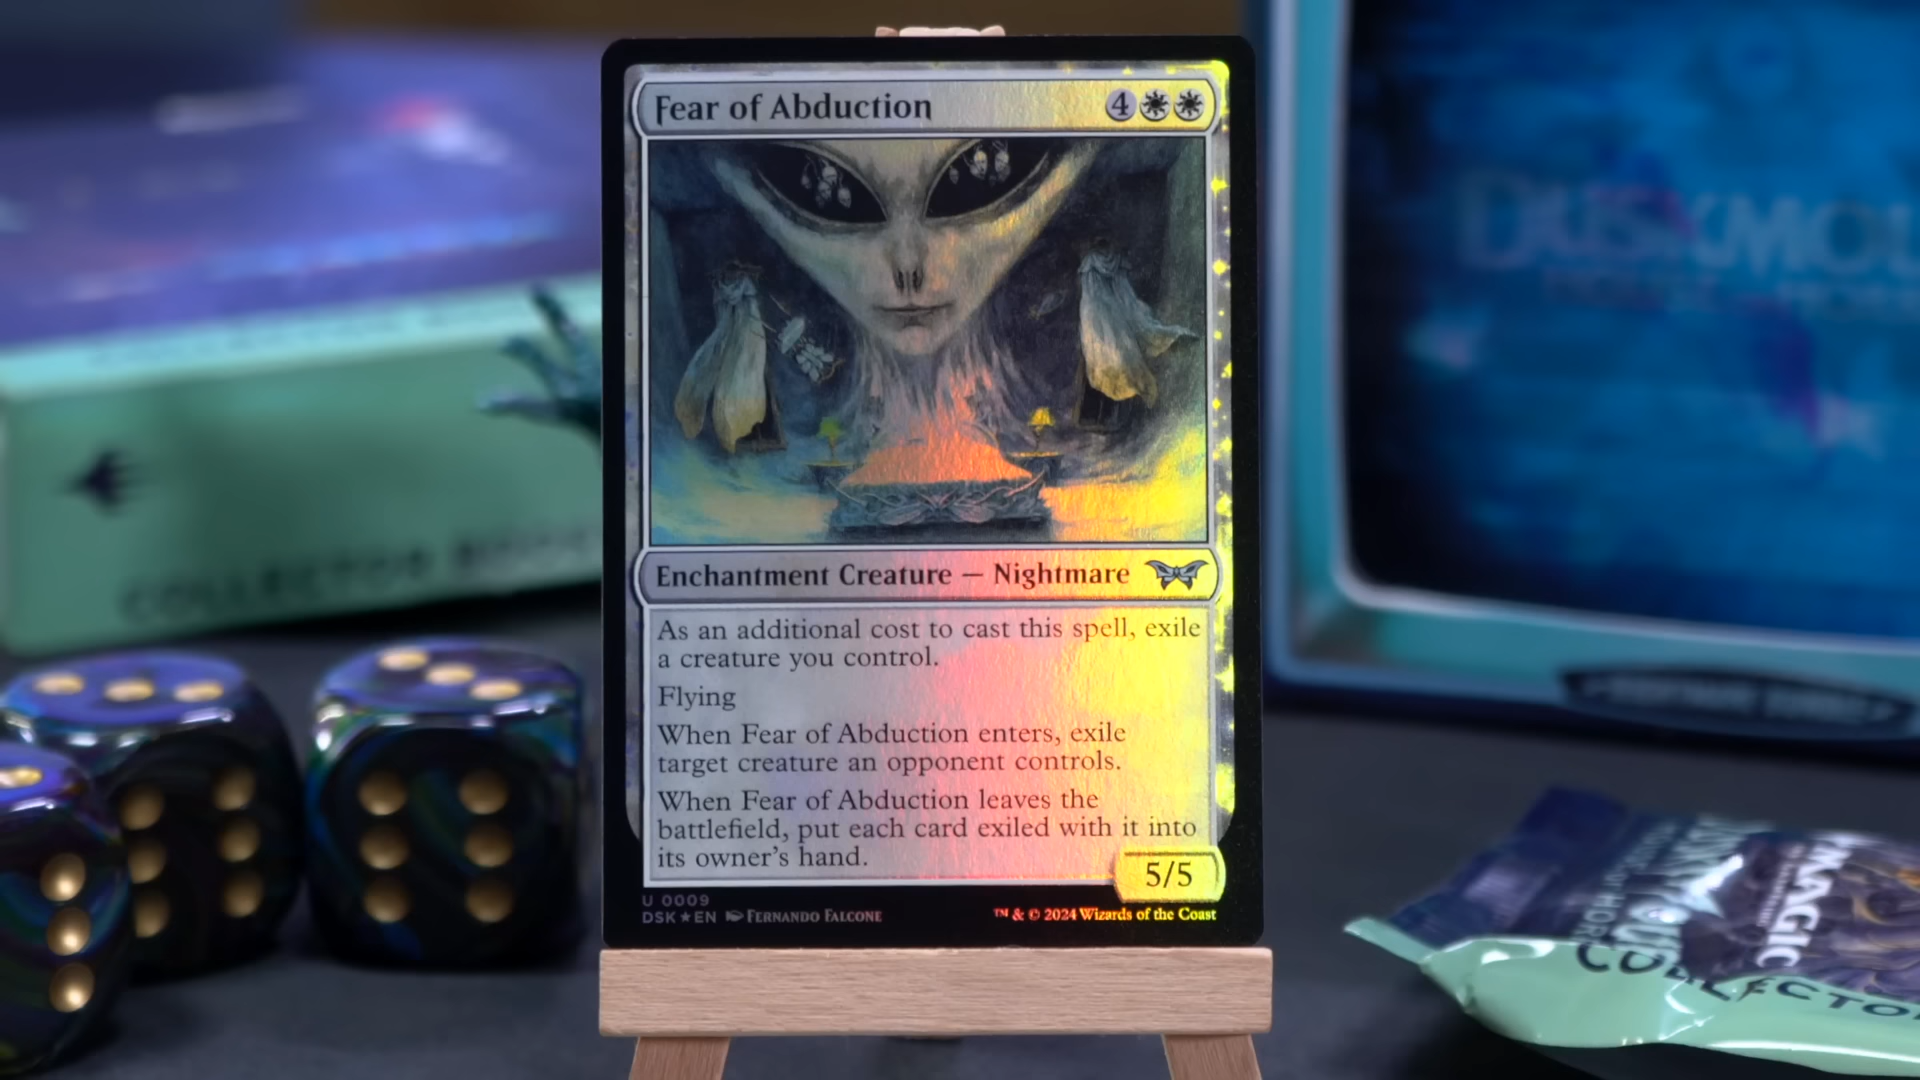 Fear of Abduction
4
Enchantment Creature — Nightmare
As an additional cost to cast this spell, exile
a creature you control.
Flying
When Fear of Abduction enters, exile
target creature an opponent controls.
When Fear of Abduction leaves the
battlefield, put each card exiled with it into
its owner's hand.
5/5
U 0009
DSK★EN FERNANDO FALCONE
™ & © 2024 Wizards of the Coast
COLLECTOR
DUSKMOU
MAGIC
COLLECTO